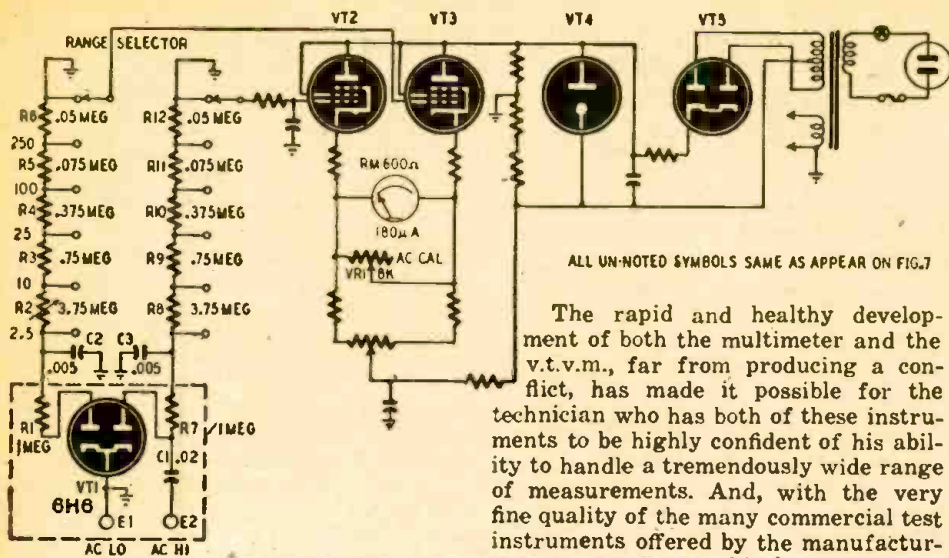 VT2
VT3
VT4
VT5
RANGE SELECTOR
R6 .05 MEG
R12 .05 MEG
250
R5 .075 MEG
R11 .075 MEG
100
R4 .375 MEG
R10 .375 MEG
25
R3 .75 MEG
R9 .75 MEG
10
R2 3.75 MEG
R8 3.75 MEG
2.5
C2
C3
.005
.005
R1
1MEG
R7
1MEG
C1 .02
VT1
6H6
E1
E2
AC LO
AC HI
RM 600Ω
180μA
AC CAL
VR1 8K
ALL UN-NOTED SYMBOLS SAME AS APPEAR ON FIG.7
The rapid and healthy develop-
ment of both the multimeter and the
v.t.v.m., far from producing a con-
flict, has made it possible for the
technician who has both of these instru-
ments to be highly confident of his abil-
ity to handle a tremendously wide range
of measurements. And, with the very
fine quality of the many commercial test
instruments offered by the manufactur-